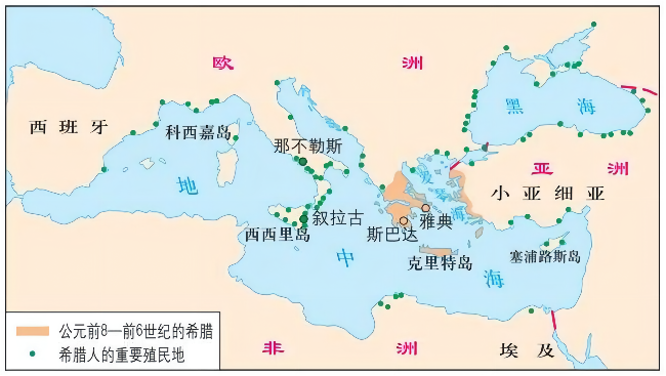 欧洲
黑海
西班牙
科西嘉岛
那不勒斯
亚洲
地中海
爱琴海
小亚细亚
叙拉古
雅典
西西里岛
斯巴达
克里特岛
塞浦路斯岛
公元前8—前6世纪的希腊
希腊人的重要殖民地
非洲
埃及